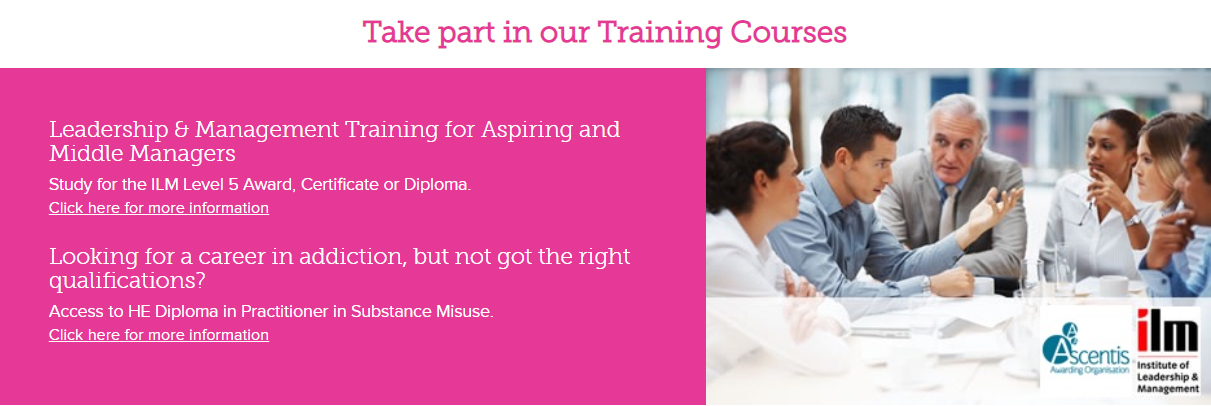 Take part in our Training Courses
Leadership & Management Training for Aspiring and
Middle Managers
Study for the ILM Level 5 Award, Certificate or Diploma.
Click here for more information
Looking for a career in addiction, but not got the right
qualifications?
Access to HE Diploma in Practitioner in Substance Misuse.
Click here for more information
Ascentis
Awarding Organisation
ilm
Institute of
Leadership &
Management